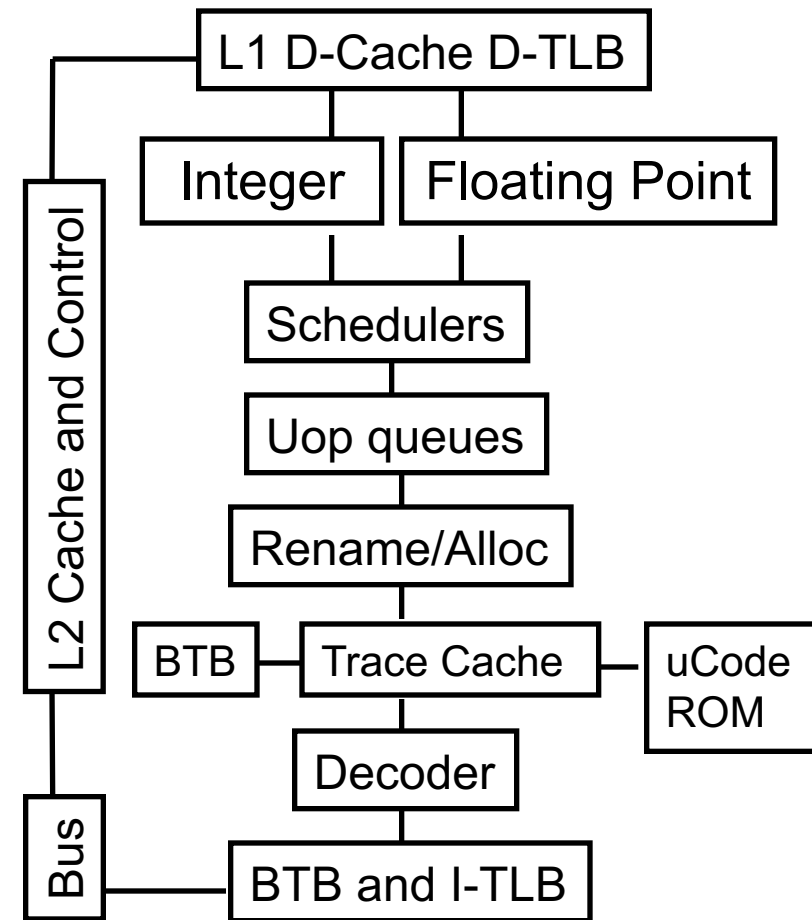 L1 D-Cache D-TLB
Integer
Floating Point
L2 Cache and Control
Schedulers
Uop queues
Rename/Alloc
BTB
Trace Cache
uCode
ROM
Decoder
Bus
BTB and I-TLB